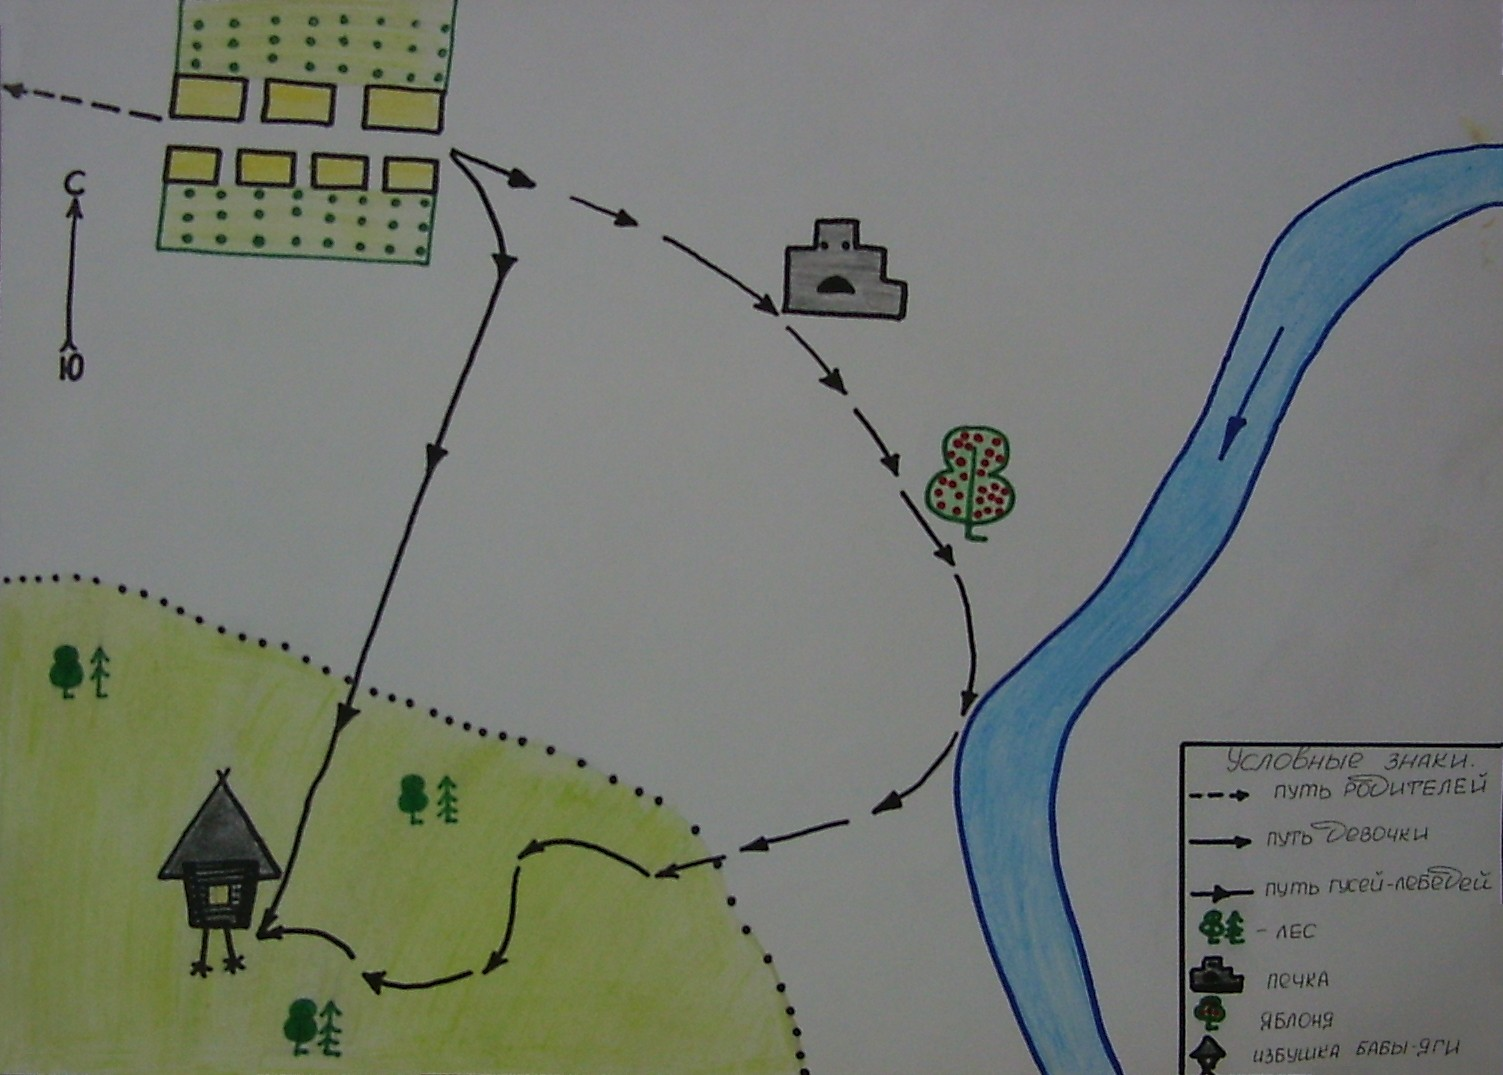 С
Ю
Условные знаки.
путь родителей
путь девочки
путь гусей-лебедей
- лес
печка
яблоня
избушка бабы-яги